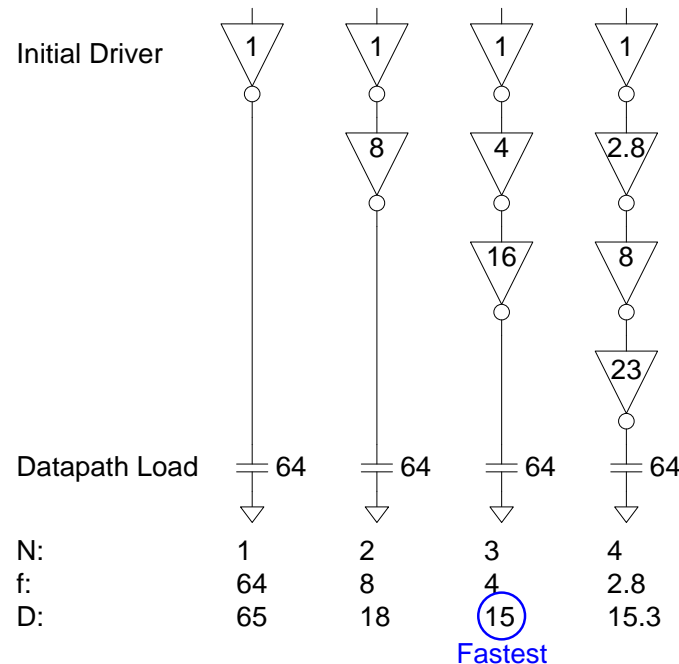 Initial Driver 1 1 1 1
8 4 2.8
16 8
23
Datapath Load 64 64 64 64
N: 1 2 3 4
f: 64 8 4 2.8
D: 65 18 15 15.3
Fastest